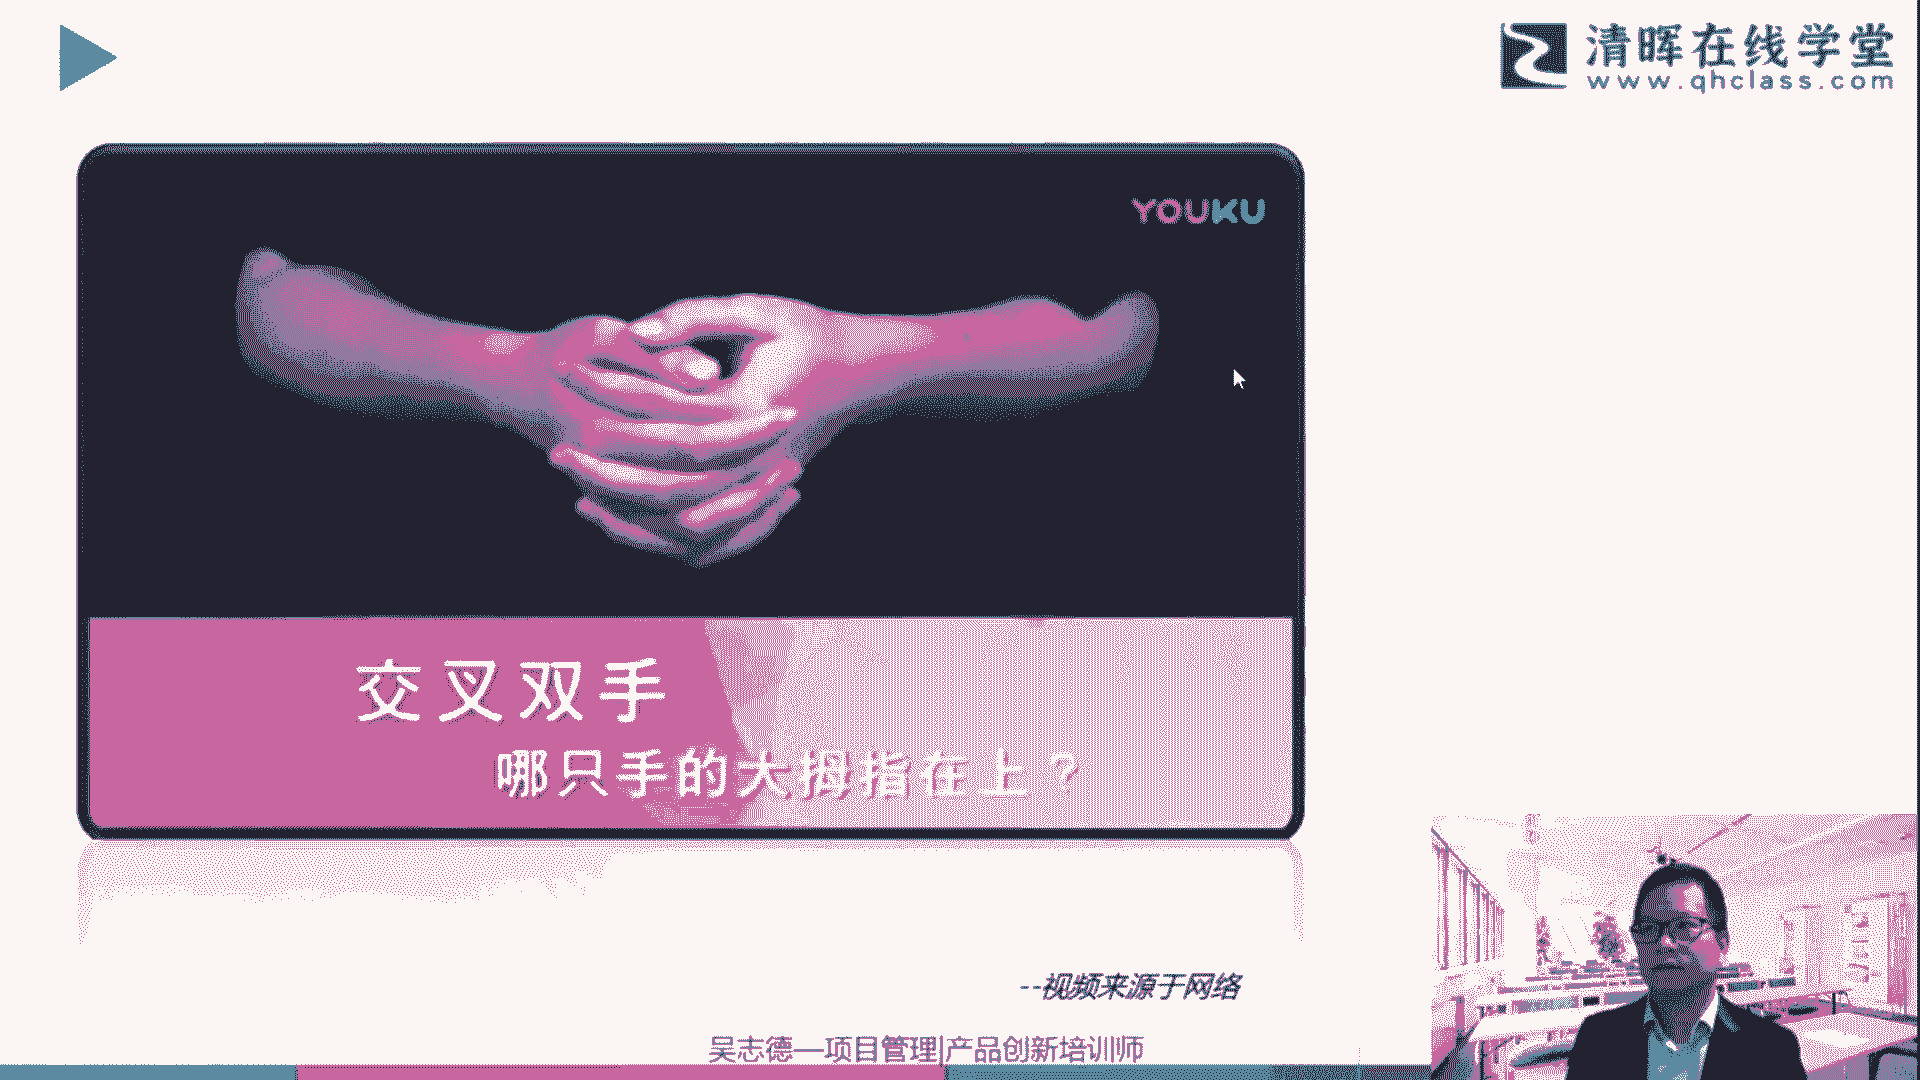 清晖在线学堂
www.qhclass.com
YOUKU
交叉双手
哪只手的大拇指在上？
--视频来源于网络
吴志德—项目管理|产品创新培训师